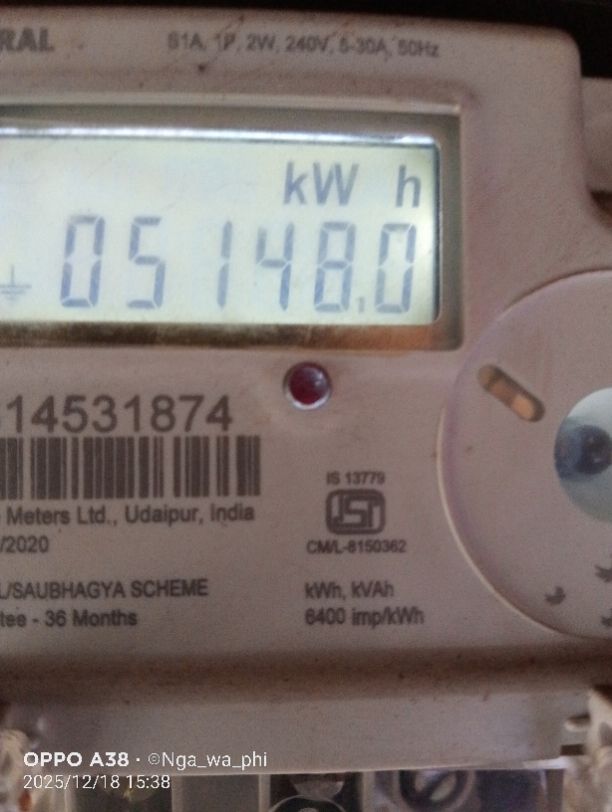 RAL
S1A, 1P, 2W, 240V, 5-30A, 50Hz
kW h
05148.0
14531874
Meters Ltd., Udaipur, India
/2020
L/SAUBHAGYA SCHEME
tee - 36 Months
IS 13779
ISI
CM/L-8150362
kWh, kVAh
6400 imp/kWh
OPPO A38 · ©Nga_wa_phi
2025/12/18 15:38